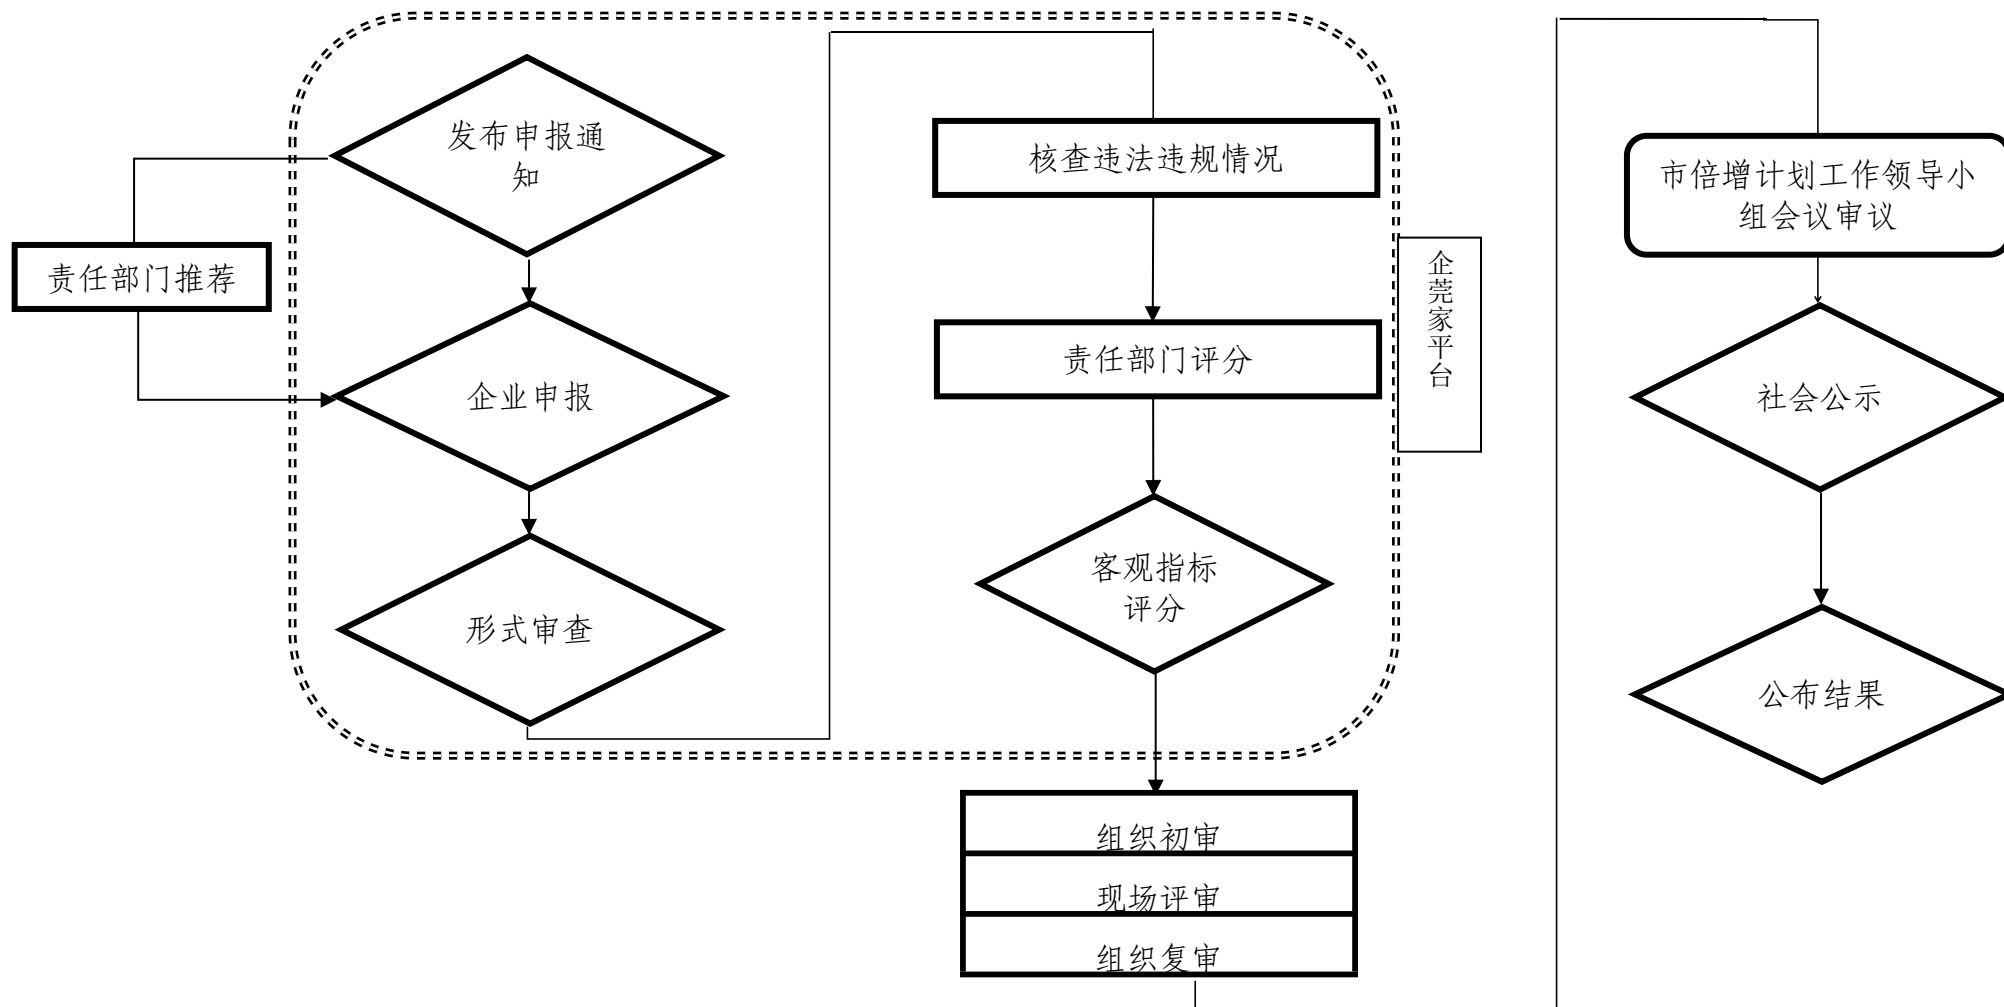 发布申报通
知
责任部门推荐
企业申报
形式审查
核查违法违规情况
责任部门评分
客观指标
评分
组织初审
现场评审
组织复审
企莞家平台
市倍增计划工作领导小
组会议审议
社会公示
公布结果